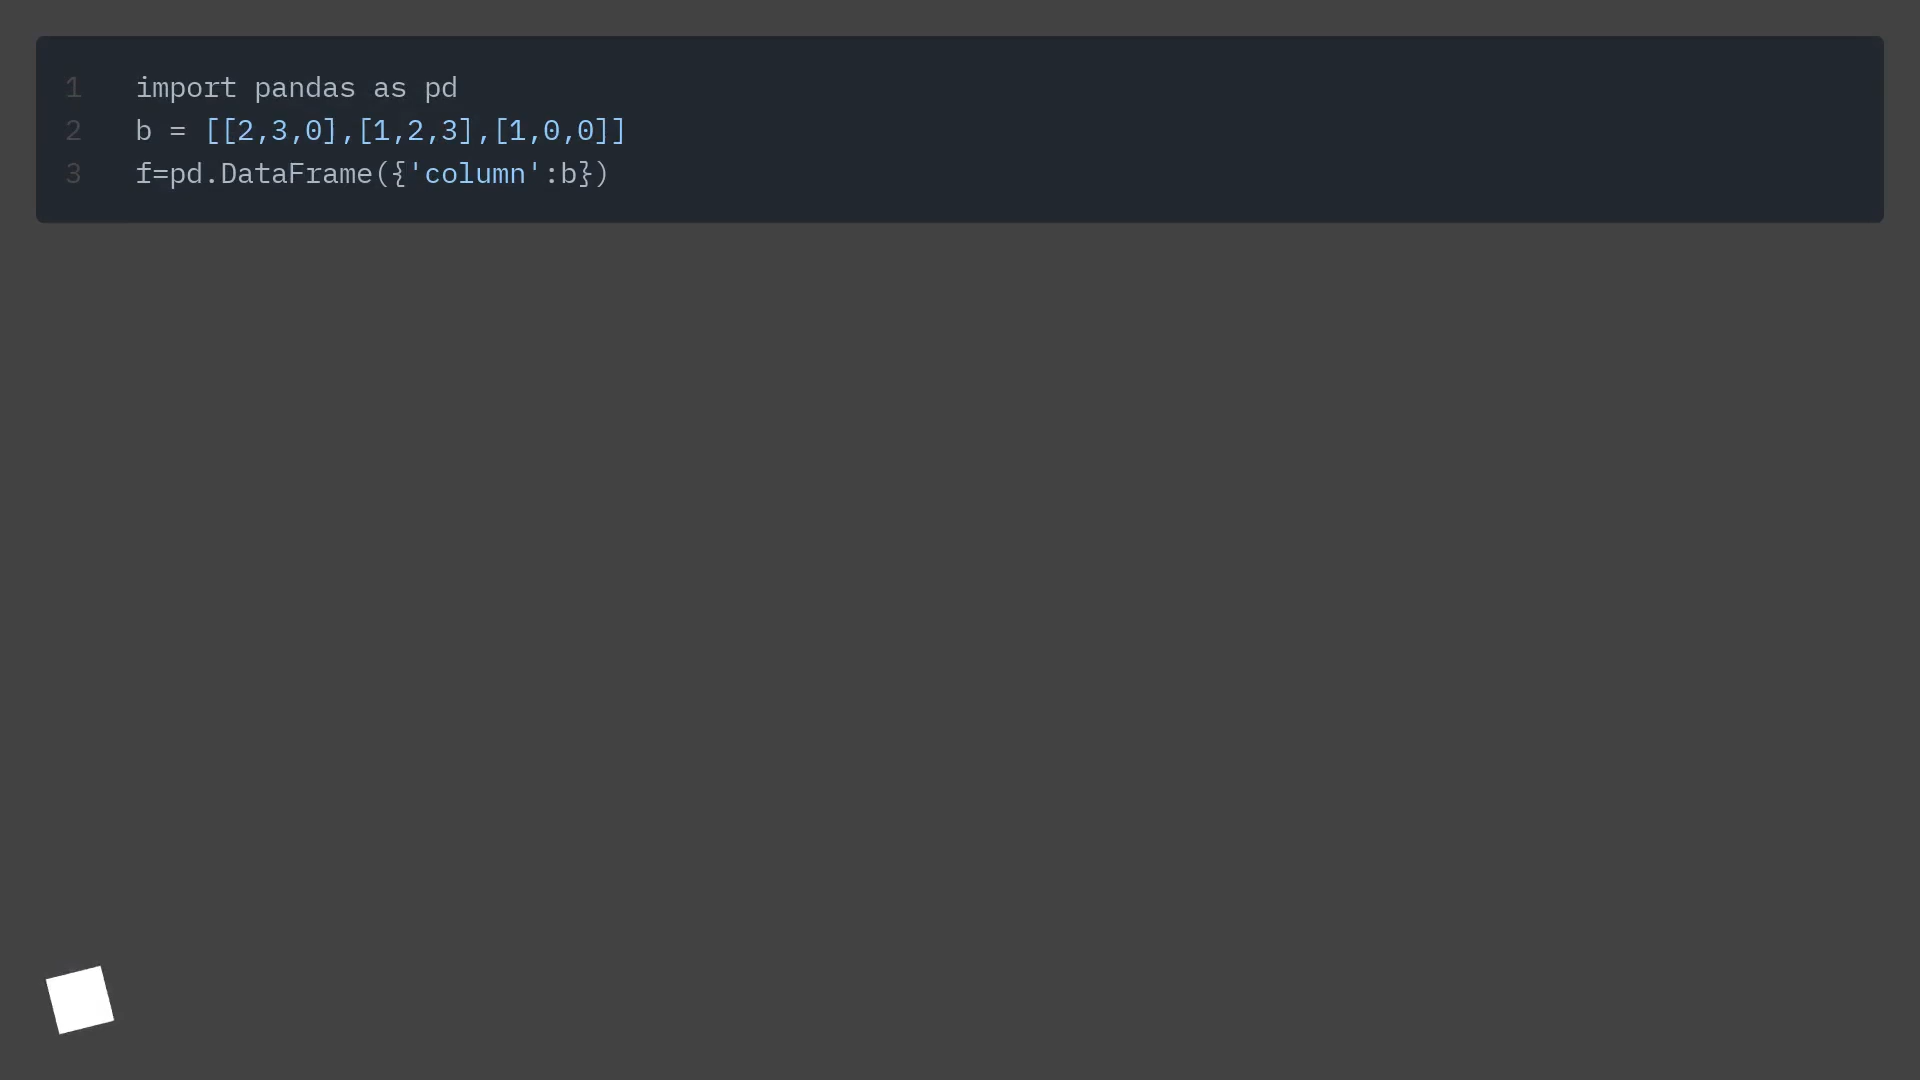 1 import pandas as pd
2 b = [[2,3,0],[1,2,3],[1,0,0]]
3 f=pd.DataFrame({'column':b})